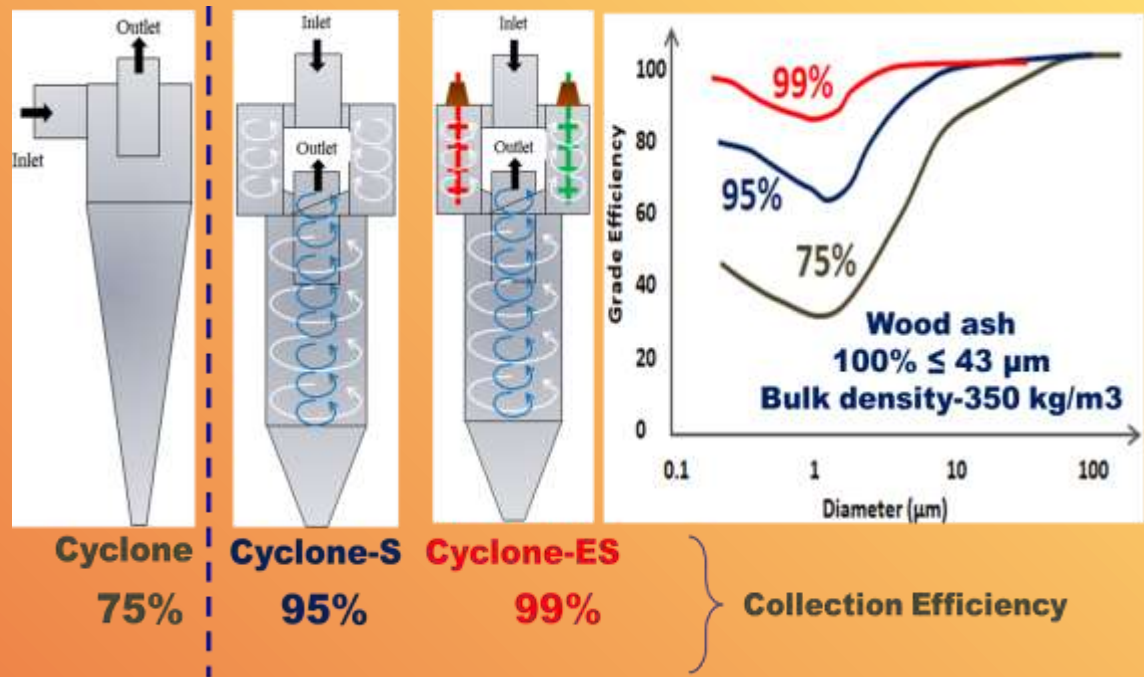 Outlet
Inlet
Inlet
Outlet
Inlet
Outlet
Grade Efficiency
100
80
60
40
20
0
99%
95%
75%
Wood ash
100% ≤ 43 µm
Bulk density-350 kg/m3
0.1 1 10 100
Diameter (µm)
Cyclone Cyclone-S Cyclone-ES
75% 95% 99%
Collection Efficiency